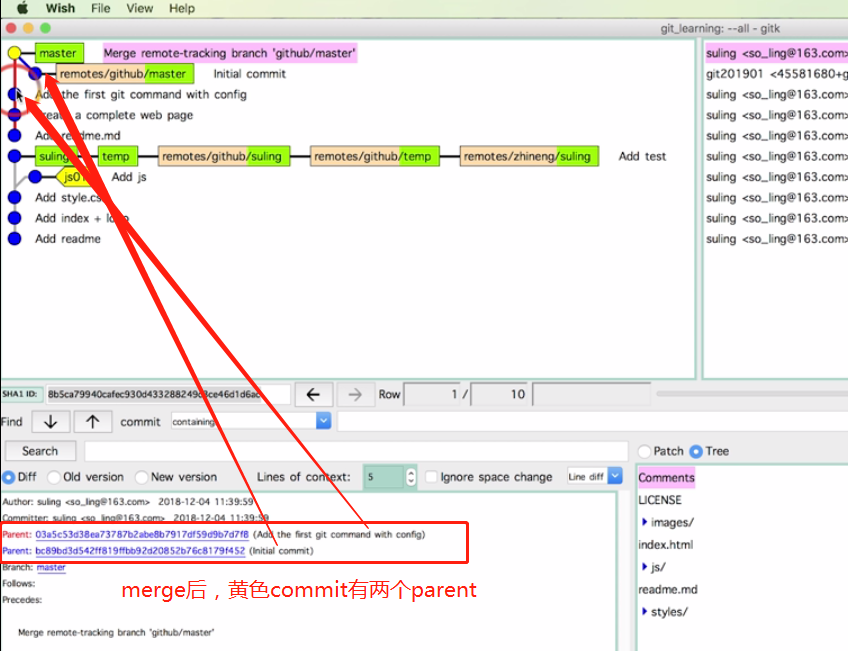 Wish File View Help
git_learning: --all - gitk
master Merge remote-tracking branch 'github/master' suling <so_ling@163.com>
remotes/github/master Initial commit git201901 <45581680+g
the first git command with config suling <so_ling@163.com>
a complete web page suling <so_ling@163.com>
suling <so_ling@163.com>
suling temp remotes/github/suling remotes/github/temp remotes/zhineng/suling Add test suling <so_ling@163.com>
Add js suling <so_ling@163.com>
Add style.cs suling <so_ling@163.com>
Add index + suling <so_ling@163.com>
Add readme suling <so_ling@163.com>
SHA1 ID: Row 1 / 10
Find commit containing
Search Patch Tree
Diff Old version New version Lines of context: 5 Ignore space change Line diff
Comments
LICENSE
images/
index.html
js/
readme.md
styles/
Author: suling <so_ling@163.com> 2018-12-04 11:39:59
Committer: suling <so_ling@163.com> 2018-12-04 11:39:59
Parent: 03a5c53d38ea73787b2abe8b7917df59d9b7d7f8 (Add the first git command with config)
Parent: bc89bd3d542ff819ffbb92d20852b76c8179f452 (Initial commit)
Branch: master
Follows:
Precedes:
merge后，黄色commit有两个parent
Merge remote-tracking branch 'github/master'